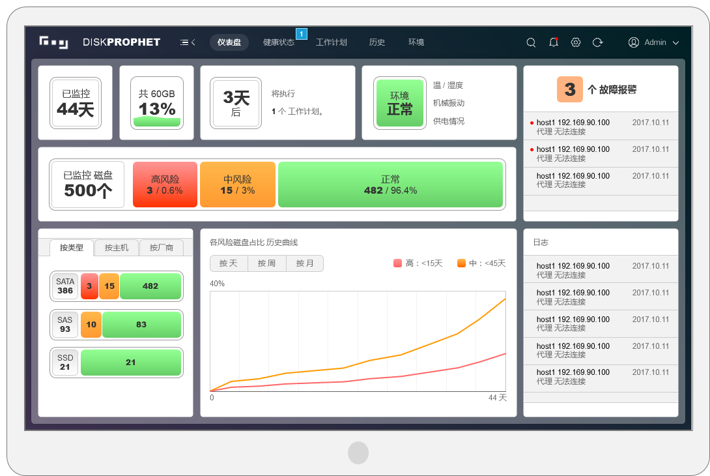 DISKPROPHET
仪表盘
健康状态
1
工作计划
历史
环境
Admin
已监控
44天
共 60GB
13%
3天
后
将执行
1 个 工作计划。
环境
正常
温 / 湿度
机械振动
供电情况
3 个 故障报警
host1 192.169.90.100 2017.10.11
代理 无法连接
host1 192.169.90.100 2017.10.11
代理 无法连接
host1 192.169.90.100 2017.10.11
代理 无法连接
已监控 磁盘
500个
高风险
3 / 0.6%
中风险
15 / 3%
正常
482 / 96.4%
按类型
按主机
按厂商
SATA
386
3
15
482
SAS
93
10
83
SSD
21
21
各风险磁盘占比 历史曲线
按 天
按 周
按 月
高：<15天
中：<45天
40%
0
44 天
日志
host1 192.169.90.100 2017.10.11
代理 无法连接
host1 192.169.90.100 2017.10.11
代理 无法连接
host1 192.169.90.100 2017.10.11
代理 无法连接
host1 192.169.90.100 2017.10.11
代理 无法连接
host1 192.169.90.100 2017.10.11
代理 无法连接